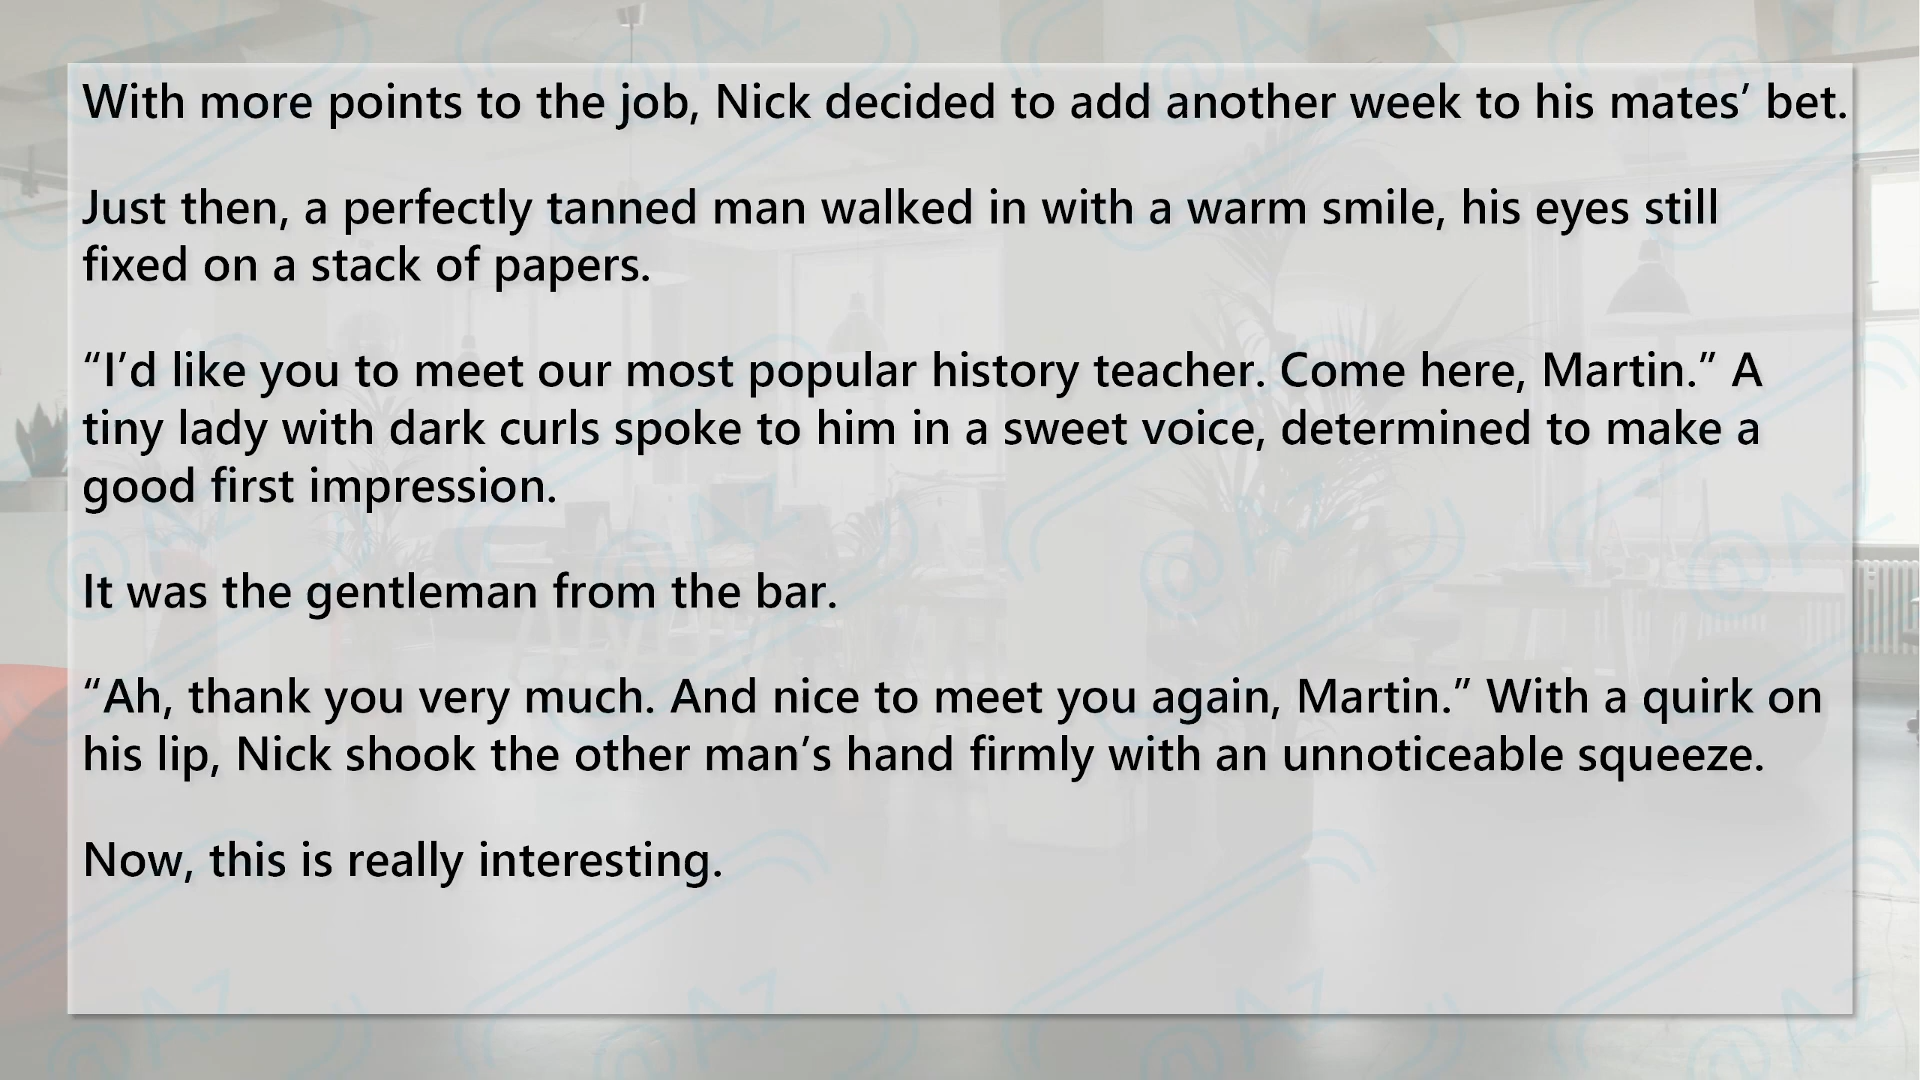 With more points to the job, Nick decided to add another week to his mates’ bet.
Just then, a perfectly tanned man walked in with a warm smile, his eyes still
fixed on a stack of papers.
“I’d like you to meet our most popular history teacher. Come here, Martin.” A
tiny lady with dark curls spoke to him in a sweet voice, determined to make a
good first impression.
It was the gentleman from the bar.
“Ah, thank you very much. And nice to meet you again, Martin.” With a quirk on
his lip, Nick shook the other man’s hand firmly with an unnoticeable squeeze.
Now, this is really interesting.
@AZ